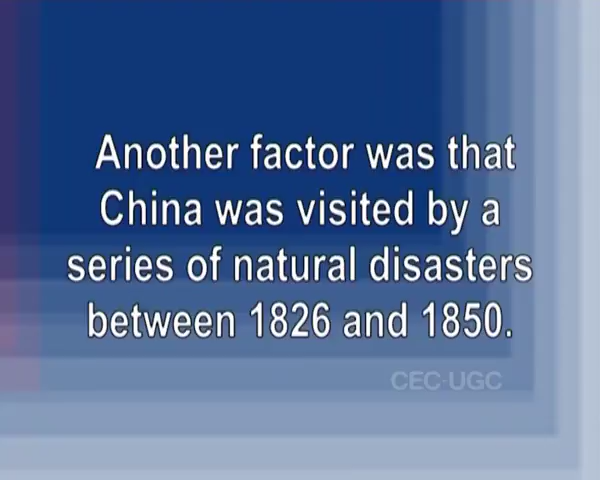 Another factor was that
China was visited by a
series of natural disasters
between 1826 and 1850.
CEC-UGC